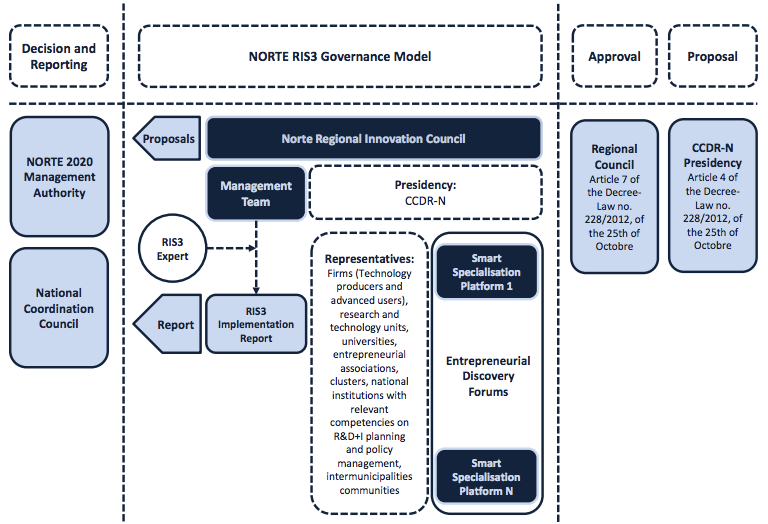 Decision and
Reporting
NORTE RIS3 Governance Model
Approval
Proposal
NORTE 2020
Management
Authority
National
Coordination
Council
Proposals
Norte Regional Innovation Council
Management
Team
Presidency:
CCDR-N
RIS3
Expert
Report
RIS3
Implementation
Report
Representatives:
Firms (Technology
producers and
advanced users),
research and
technology units,
universities,
entrepreneurial
associations,
clusters, national
institutions with
relevant
competencies on
R&D+I planning
and policy
management,
intermunicipalities
communities
Smart
Specialisation
Platform 1
Entrepreneurial
Discovery
Forums
Smart
Specialisation
Platform N
Regional
Council
Article 7 of
the Decree-
Law no.
228/2012, of
the 25th of
Octobre
CCDR-N
Presidency
Article 4 of
the Decree-
Law no.
228/2012, of
the 25th of
Octobre